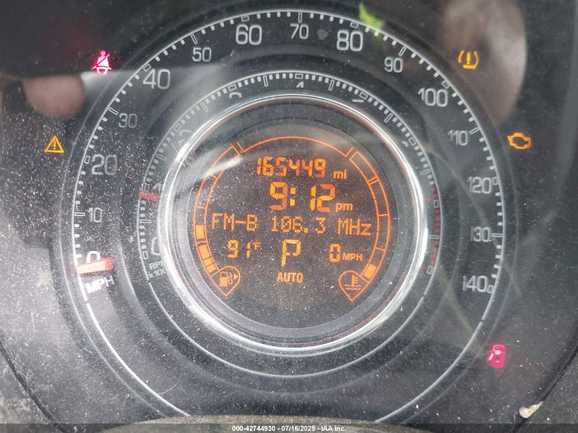 60 70 80
50 90
40 100
30 110
20 120
10 130
0 140
MPH
165449 mi
9:12 pm
FM-B 106.3 MHz
91°F P 0 MPH
AUTO
000-42744930 - 07/16/2025 - IAA, Inc.